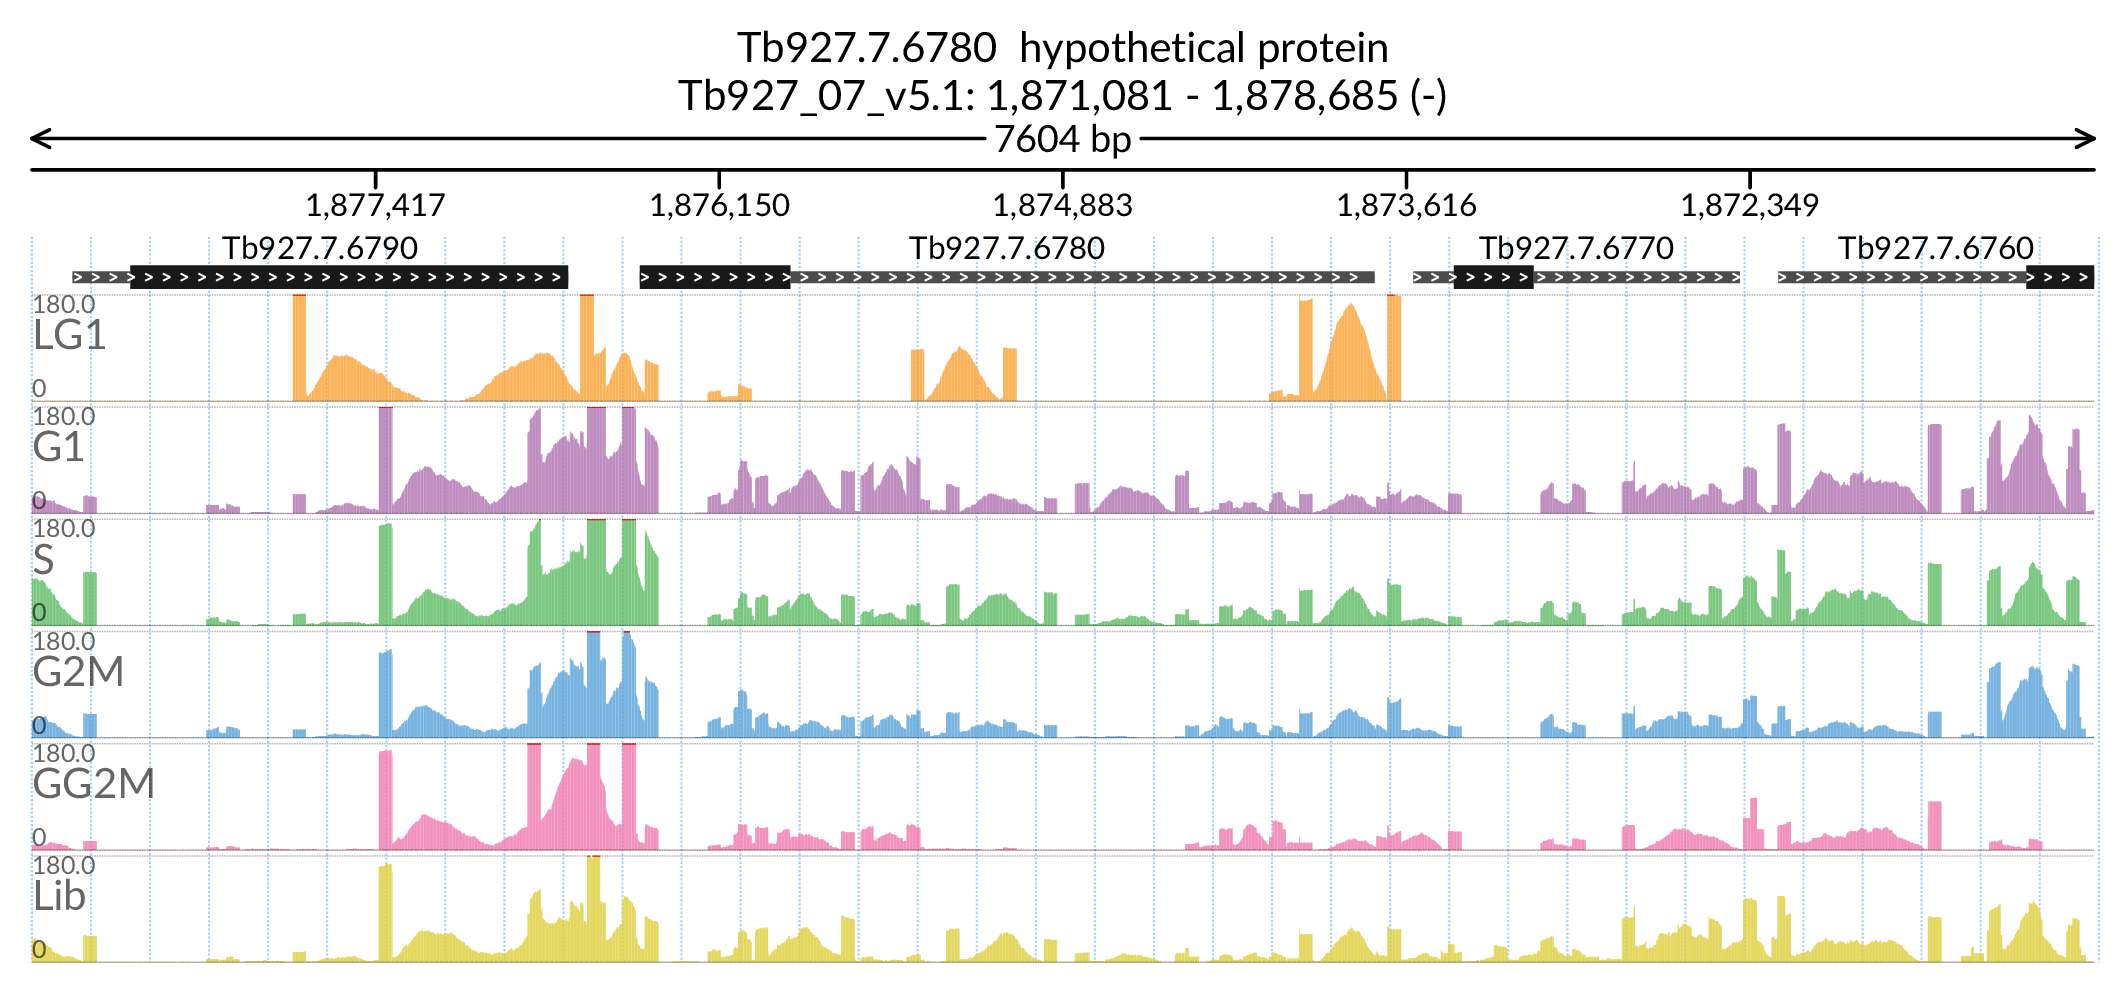 Tb927.7.6780  hypothetical protein
Tb927_07_v5.1: 1,871,081 - 1,878,685 (-)
7604 bp
1,877,417 1,876,150 1,874,883 1,873,616 1,872,349
Tb927.7.6790 Tb927.7.6780 Tb927.7.6770 Tb927.7.6760
180.0
LG1
0
180.0
G1
0
180.0
S
0
180.0
G2M
0
180.0
GG2M
0
180.0
Lib
0